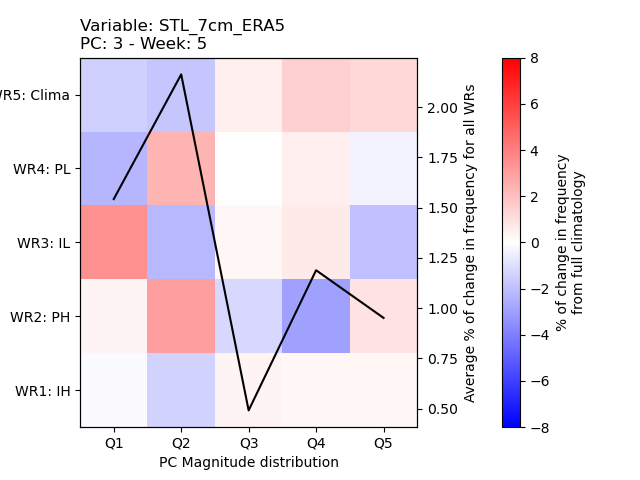 Variable: STL_7cm_ERA5
PC: 3 - Week: 5
WR5: Clima
WR4: PL
WR3: IL
WR2: PH
WR1: IH
Q1 Q2 Q3 Q4 Q5
PC Magnitude distribution
2.00
1.75
1.50
1.25
1.00
0.75
0.50
Average % of change in frequency for all WRs
8
6
4
2
0
−2
−4
−6
−8
% of change in frequency
from full climatology